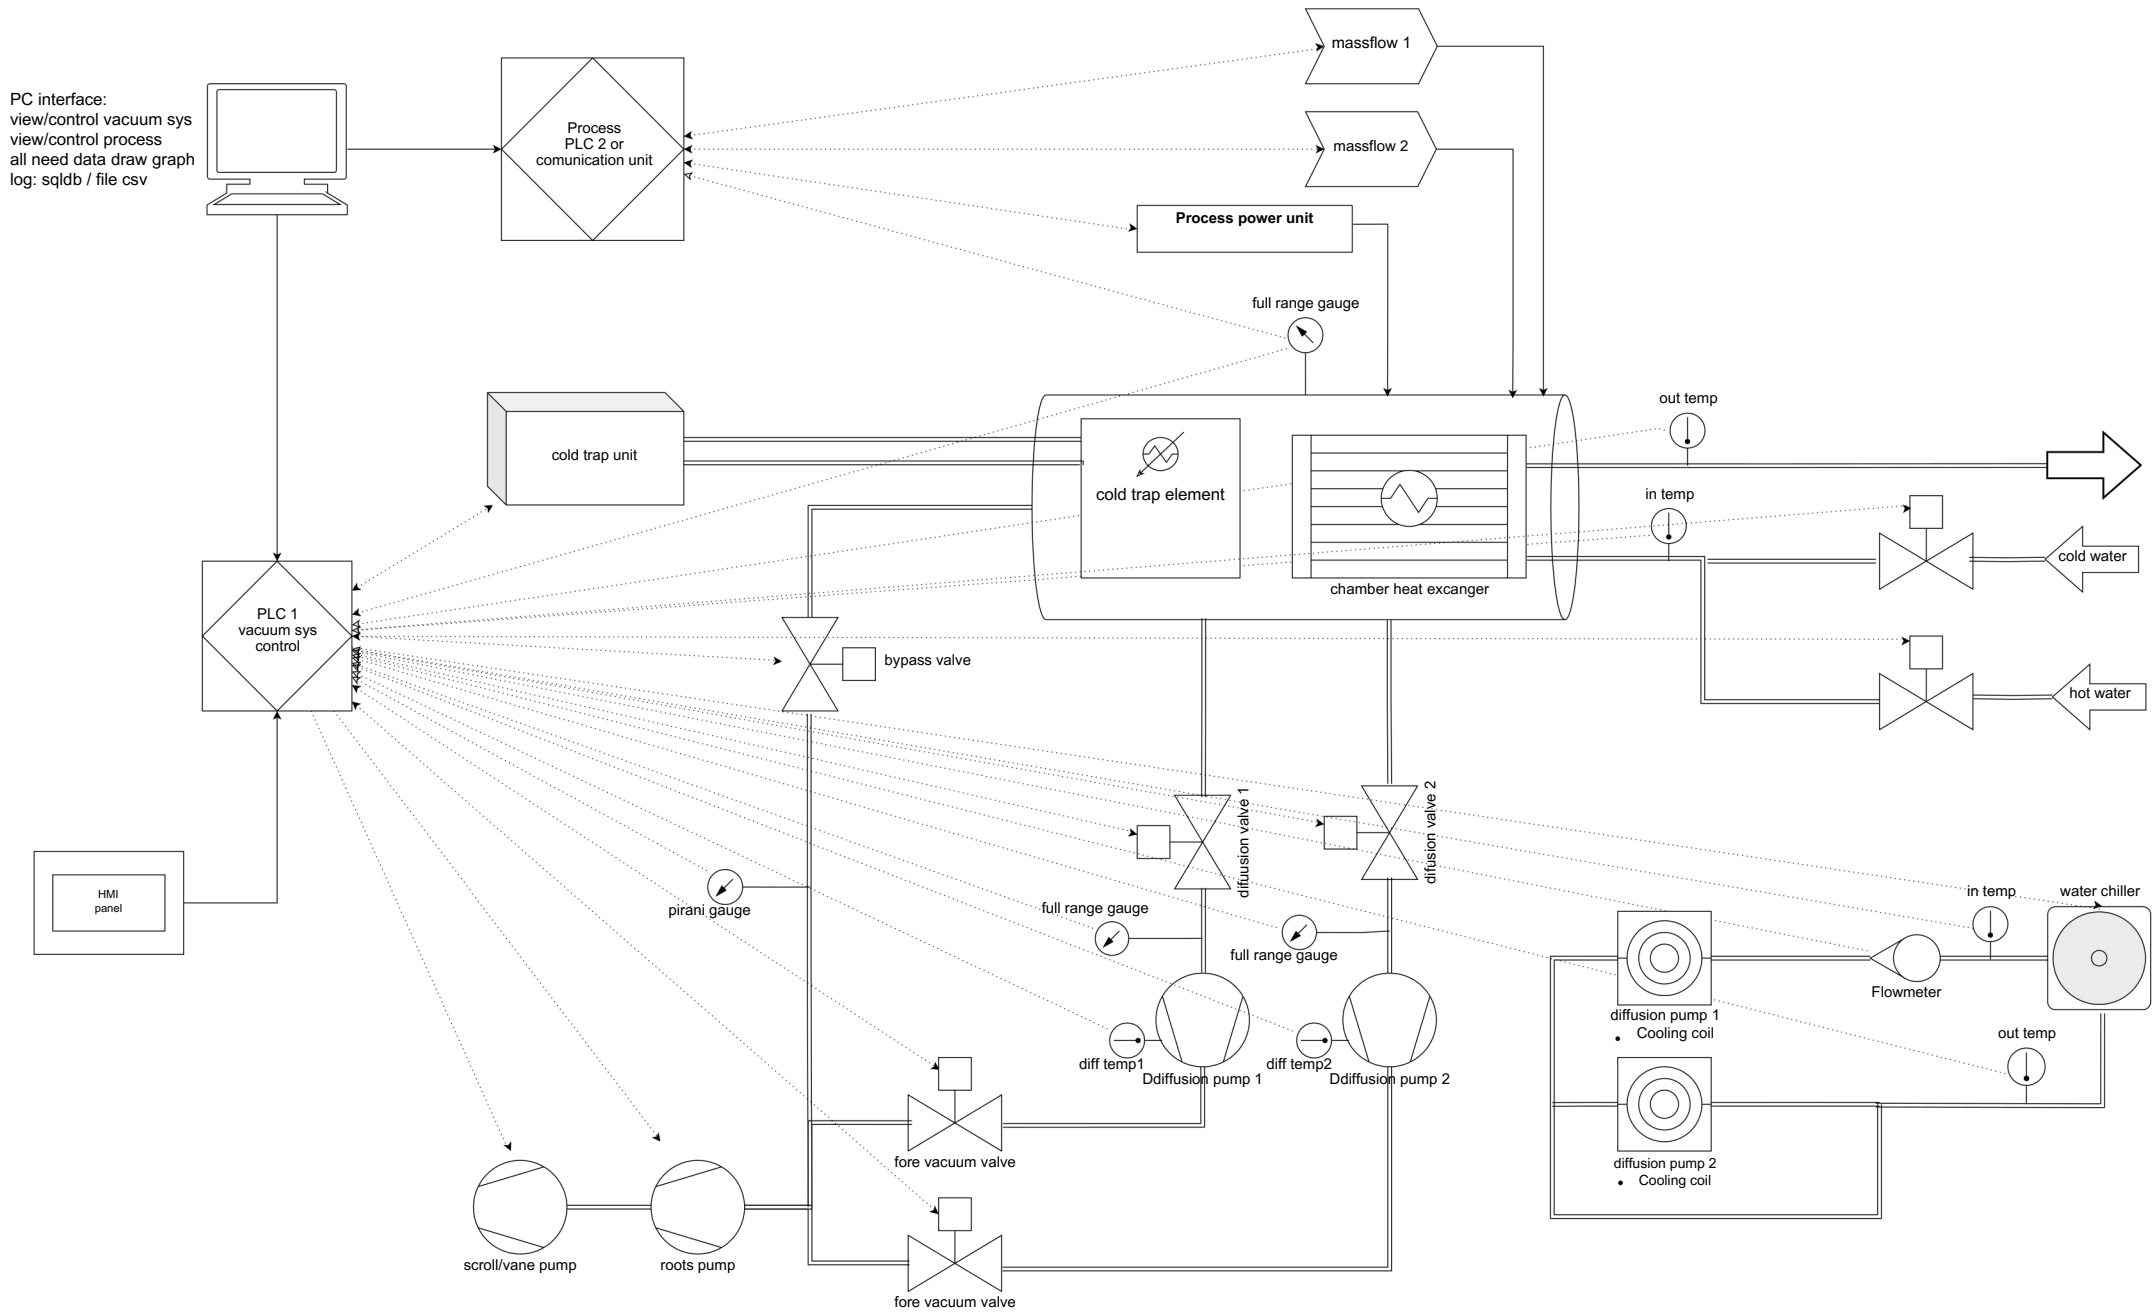 massflow 1
PC interface:
view/control vacuum sys
view/control process
all need data draw graph
log: sqldb / file csv
Process
PLC 2 or
comunication unit
massflow 2
Process power unit
full range gauge
out temp
cold trap unit
cold trap element
in temp
cold water
chamber heat excanger
PLC 1
vacuum sys
control
bypass valve
hot water
difuusion valve 1
difusion valve 2
HMI
panel
pirani gauge
full range gauge
full range gauge
in temp
water chiller
Flowmeter
diffusion pump 1
• Cooling coil
out temp
diff temp1
Ddiffusion pump 1
diff temp2
Ddiffusion pump 2
fore vacuum valve
diffusion pump 2
• Cooling coil
scroll/vane pump
roots pump
fore vacuum valve